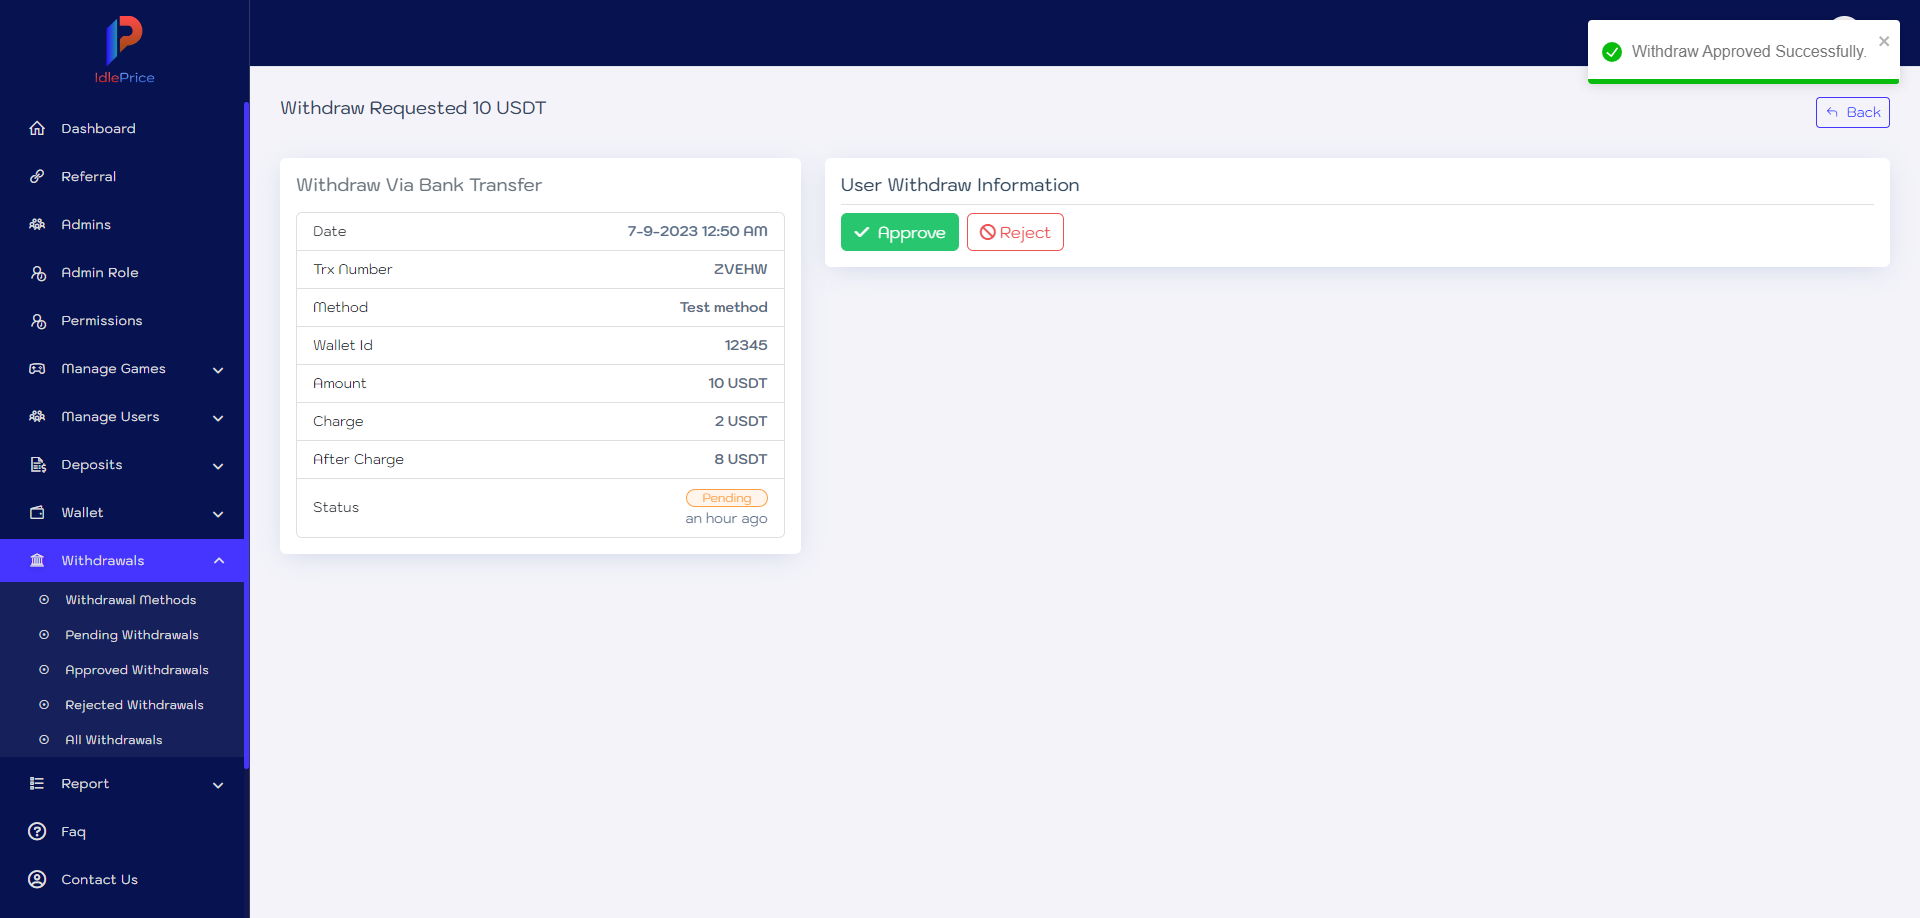 IdlePrice
Dashboard
Referral
Admins
Admin Role
Permissions
Manage Games
Manage Users
Deposits
Wallet
Withdrawals
Withdrawal Methods
Pending Withdrawals
Approved Withdrawals
Rejected Withdrawals
All Withdrawals
Report
Faq
Contact Us
Withdraw Approved Successfully.
Withdraw Requested 10 USDT
Back
Withdraw Via Bank Transfer
Date 7-9-2023 12:50 AM
Trx Number ZVEHW
Method Test method
Wallet Id 12345
Amount 10 USDT
Charge 2 USDT
After Charge 8 USDT
Status Pending
an hour ago
User Withdraw Information
Approve Reject